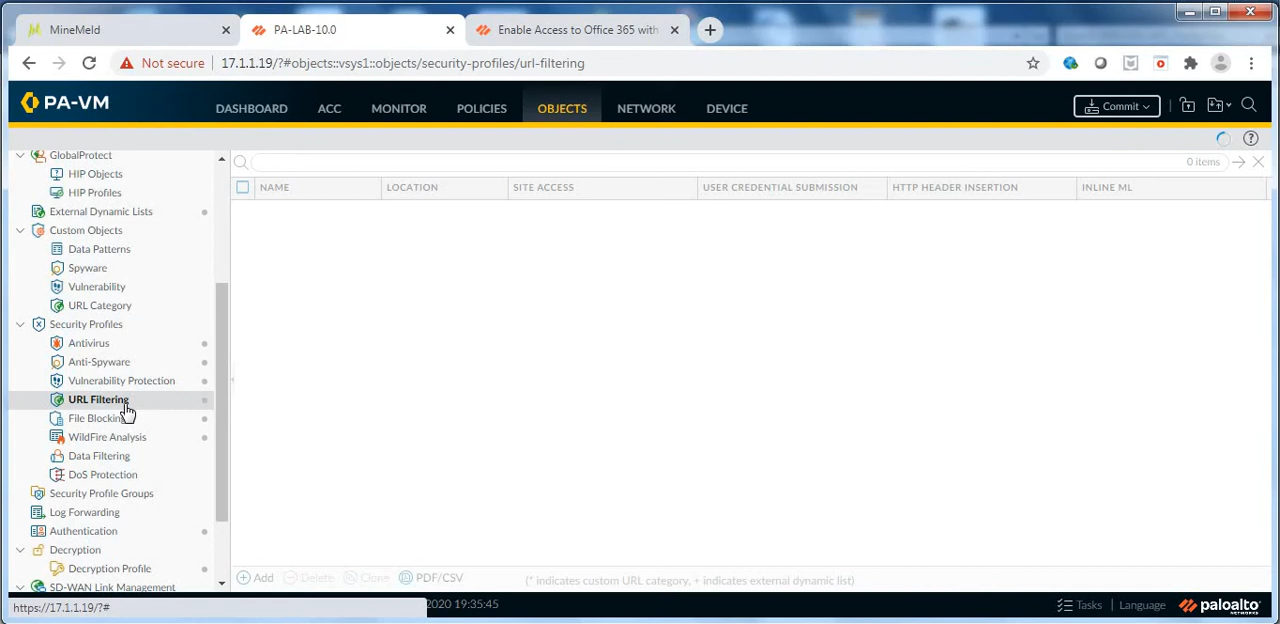 MineMeld
PA-LAB-10.0
Enable Access to Office 365 with
Not secure
17.1.1.19/?#objects::vsys1::objects/security-profiles/url-filtering
PA-VM
DASHBOARD
ACC
MONITOR
POLICIES
OBJECTS
NETWORK
DEVICE
Commit
GlobalProtect
HIP Objects
HIP Profiles
External Dynamic Lists
Custom Objects
Data Patterns
Spyware
Vulnerability
URL Category
Security Profiles
Antivirus
Anti-Spyware
Vulnerability Protection
URL Filtering
File Blocking
WildFire Analysis
Data Filtering
DoS Protection
Security Profile Groups
Log Forwarding
Authentication
Decryption
Decryption Profile
SD-WAN Link Management
0 items
NAME
LOCATION
SITE ACCESS
USER CREDENTIAL SUBMISSION
HTTP HEADER INSERTION
INLINE ML
Add
Delete
Clone
PDF/CSV
(* indicates custom URL category, + indicates external dynamic list)
https://17.1.1.19/?#
2020 19:35:45
Tasks
Language
paloalto
NETWORKS